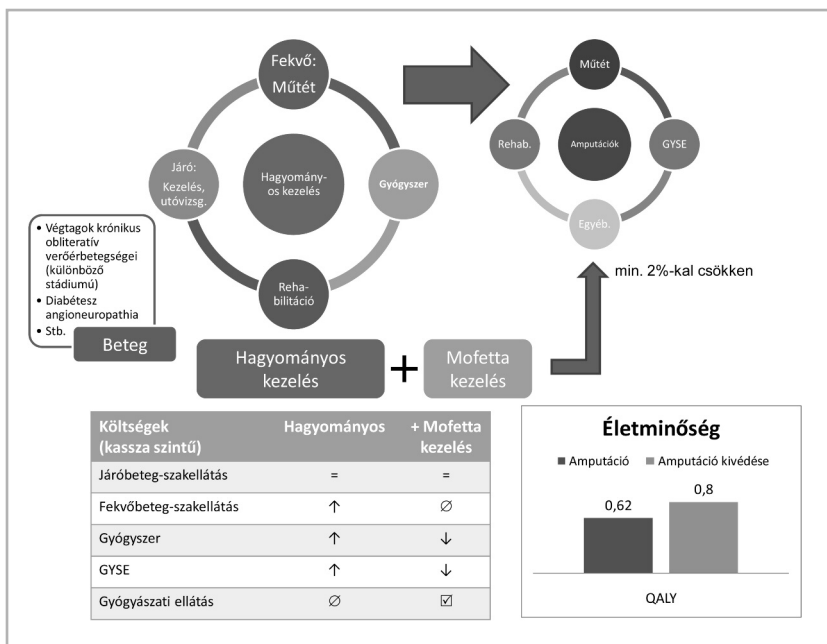 Fekvő:
Műtét
Járó:
Kezelés,
utóvizsg.
Hagyomány-
os kezelés
Gyógyszer
Reha-
bilitáció
Műtét
Rehab.
Amputációk
GYSE
Egyéb.
• Végtagok krónikus
obliteratív
verőérbetegségei
(különböző
stádiumú)
• Diabétesz
angioneuropathia
• Stb.
Beteg
min. 2%-kal csökken
Hagyományos
kezelés
+
Mofetta
kezelés
Költségek
(kassza szintű)
Hagyományos
+ Mofetta
kezelés
Járóbeteg-szakellátás = =
Fekvőbeteg-szakellátás ↑ ∅
Gyógyszer ↑ ↓
GYSE ↑ ↓
Gyógyászati ellátás ∅ ☑
Életminőség
■ Amputáció ■ Amputáció kivédése
0,62
0,8
QALY